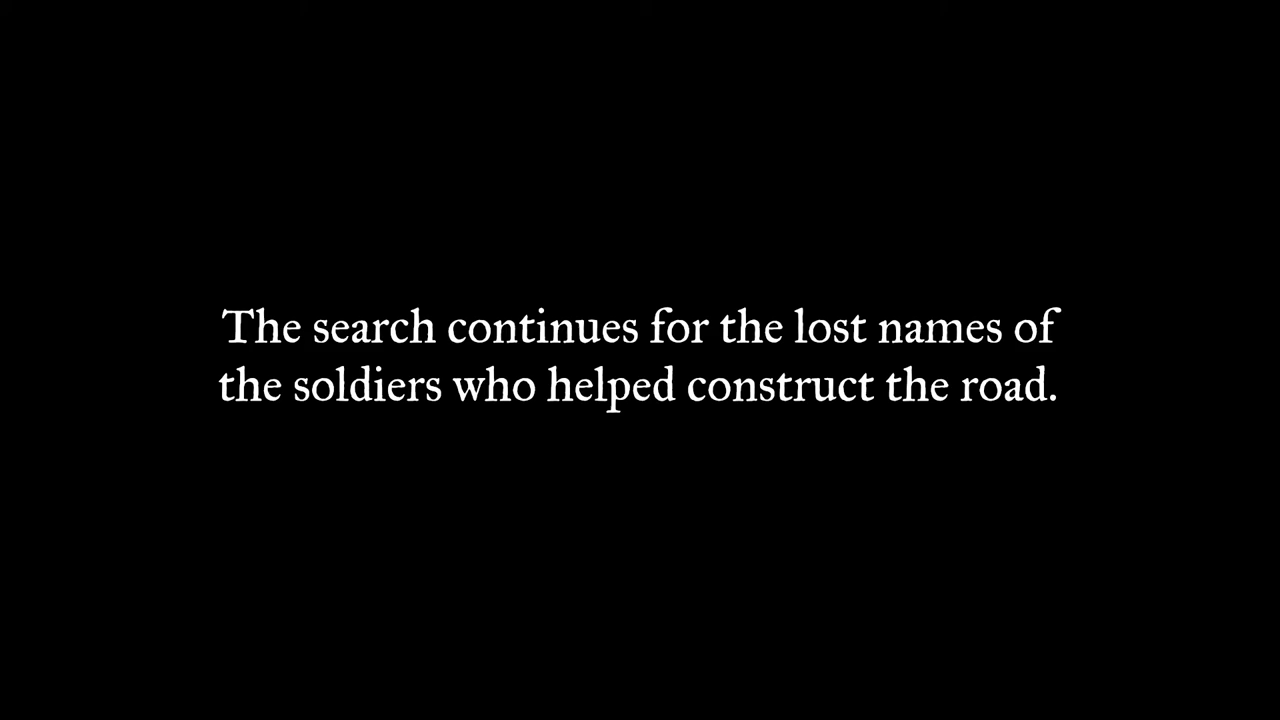 The search continues for the lost names of
the soldiers who helped construct the road.